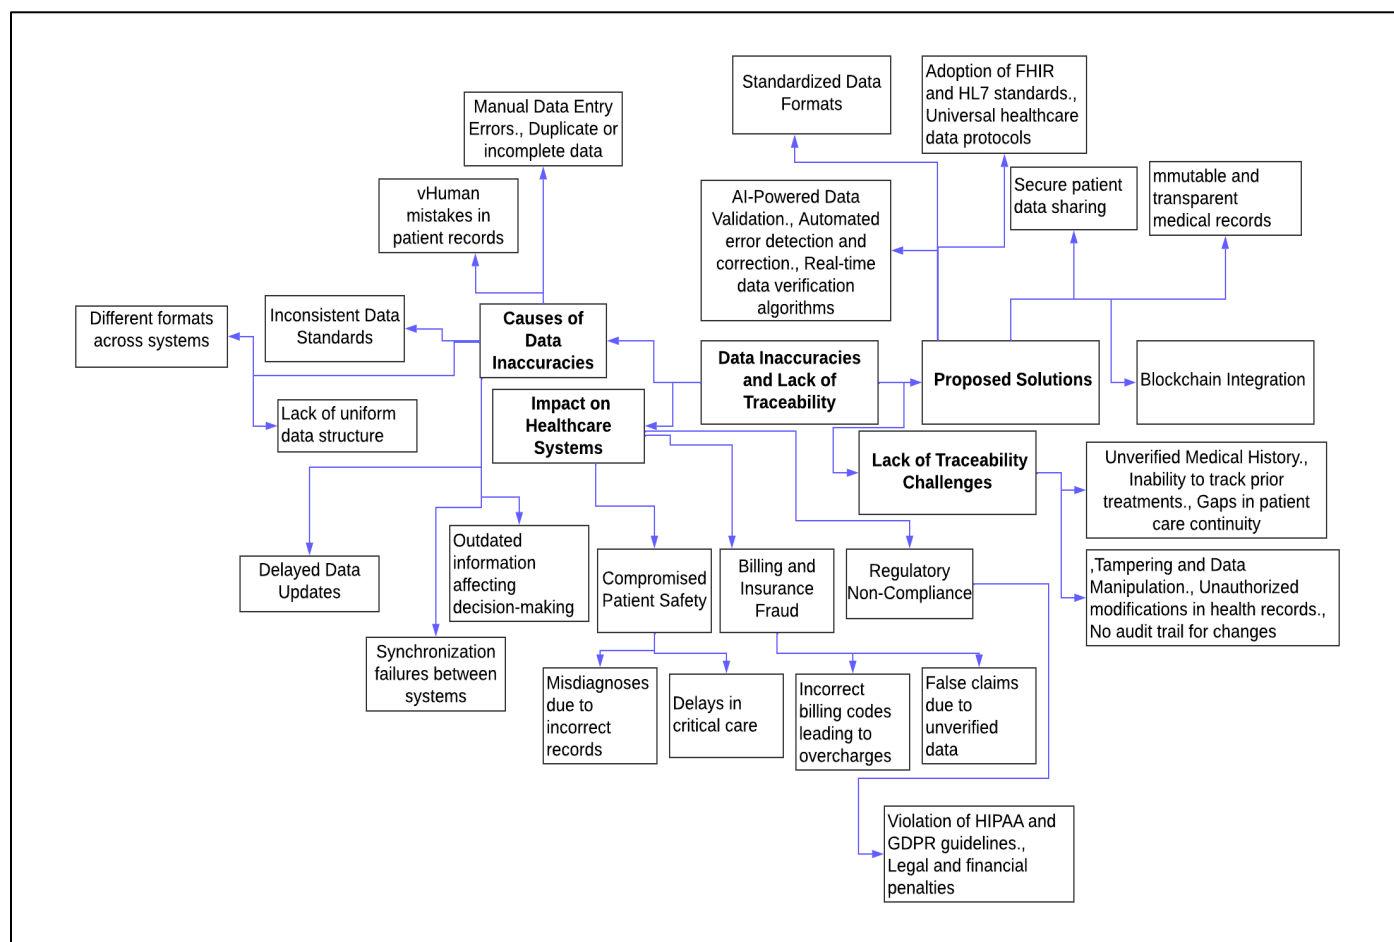 Standardized Data
Formats
Adoption of FHIR
and HL7 standards.,
Universal healthcare
data protocols
Manual Data Entry
Errors., Duplicate or
incomplete data
vHuman
mistakes in
patient records
AI-Powered Data
Validation., Automated
error detection and
correction., Real-time
data verification
algorithms
Secure patient
data sharing
mmutable and
transparent
medical records
Different formats
across systems
Inconsistent Data
Standards
Causes of
Data
Inaccuracies
Data Inaccuracies
and Lack of
Traceability
Proposed Solutions
Blockchain Integration
Lack of uniform
data structure
Impact on
Healthcare
Systems
Lack of Traceability
Challenges
Unverified Medical History.,
Inability to track prior
treatments., Gaps in patient
care continuity
Delayed Data
Updates
Outdated
information
affecting
decision-making
Compromised
Patient Safety
Billing and
Insurance
Fraud
Regulatory
Non-Compliance
,Tampering and Data
Manipulation., Unauthorized
modifications in health records.,
No audit trail for changes
Synchronization
failures between
systems
Misdiagnoses
due to
incorrect
records
Delays in
critical care
Incorrect
billing codes
leading to
overcharges
False claims
due to
unverified
data
Violation of HIPAA and
GDPR guidelines.,
Legal and financial
penalties